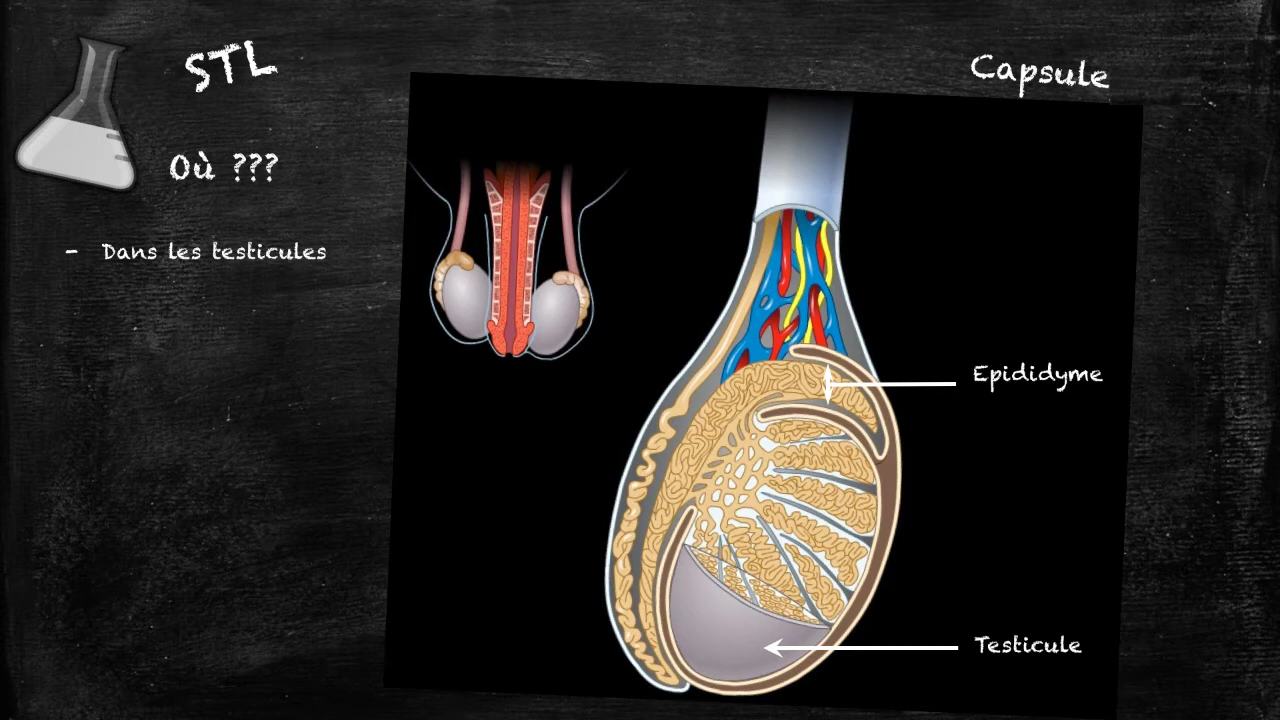 STL
Capsule
Où ???
- Dans les testicules
Epididyme
Testicule